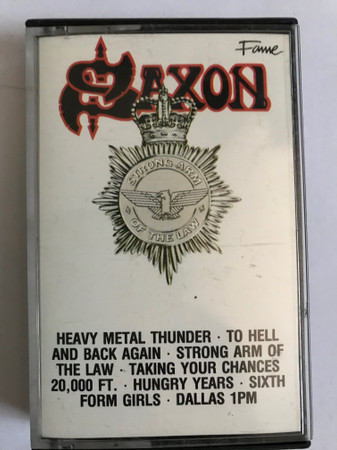 Fame
SAXON
STRONG ARM
OF THE LAW
HEAVY METAL THUNDER · TO HELL
AND BACK AGAIN · STRONG ARM OF
THE LAW · TAKING YOUR CHANCES
20,000 FT. · HUNGRY YEARS · SIXTH
FORM GIRLS · DALLAS 1PM